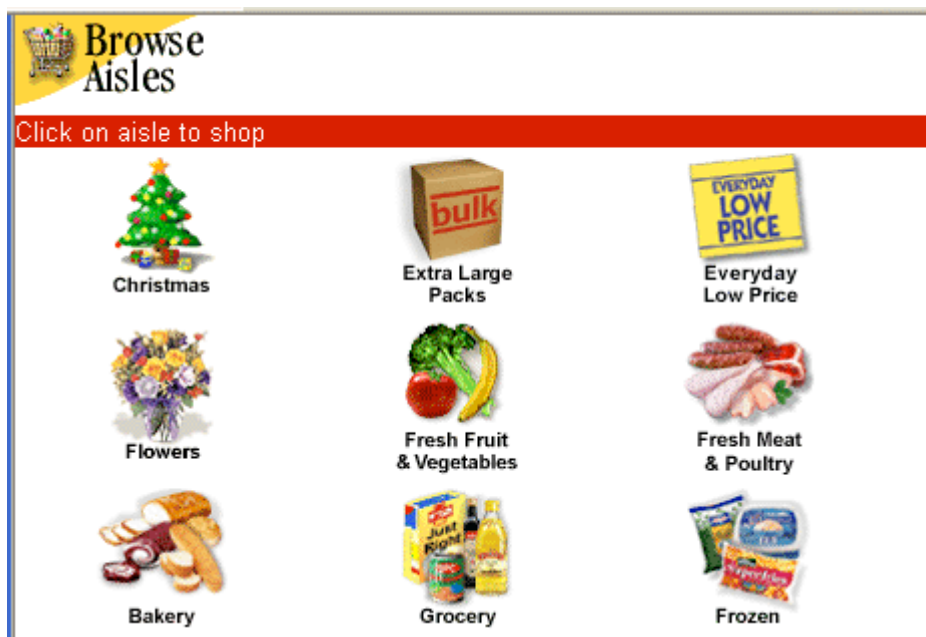 Browse
Aisles
Click on aisle to shop
bulk
EVERYDAY
LOW
PRICE
Christmas
Extra Large
Packs
Everyday
Low Price
Flowers
Fresh Fruit
& Vegetables
Fresh Meat
& Poultry
Just
Right
Bakery
Grocery
Frozen